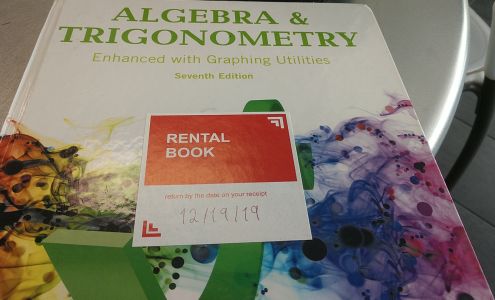 ALGEBRA &
TRIGONOMETRY
Enhanced with Graphing Utilities
Seventh Edition
RENTAL
BOOK
return by the date on your receipt
12/19/19